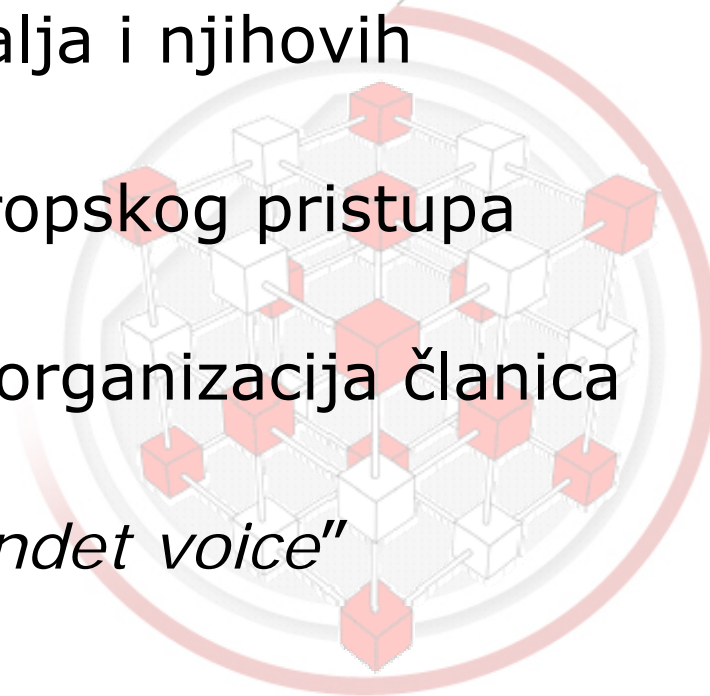 alja i njihovih
ropskog pristupa
organizacija članica
ndet voice”